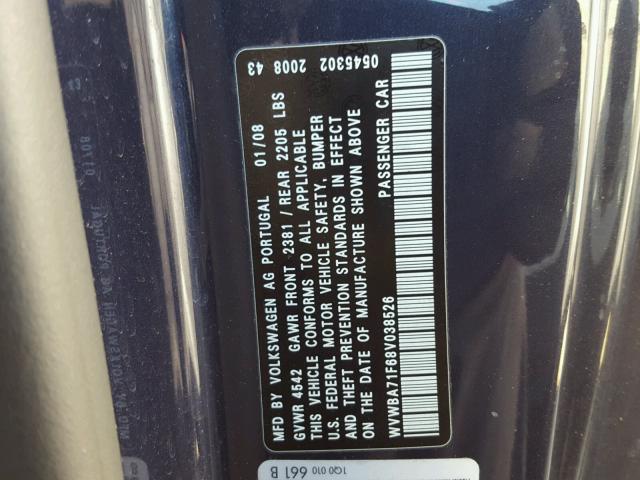 MFD BY VOLKSWAGEN AG PORTUGAL 01/08 2008 43 0545302
GVWR 4542 GAWR FRONT 2381 / REAR 2205 LBS
THIS VEHICLE CONFORMS TO ALL APPLICABLE
U.S. FEDERAL MOTOR VEHICLE SAFETY, BUMPER
AND THEFT PREVENTION STANDARDS IN EFFECT
ON THE DATE OF MANUFACTURE SHOWN ABOVE
WVWBA71F68V038526 PASSENGER CAR
1Q0 010 661 B